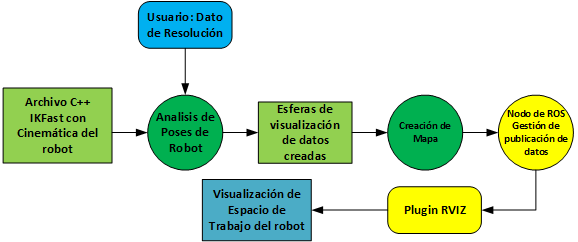 Usuario: Dato
de Resolución
Archivo C++
IKFast con
Cinemática del
robot
Analisis de
Poses de
Robot
Esferas de
visualización
de datos
creadas
Creación de
Mapa
Nodo de ROS
Gestión de
publicación de
datos
Visualización de
Espacio de
Trabajo del robot
Plugin RVIZ